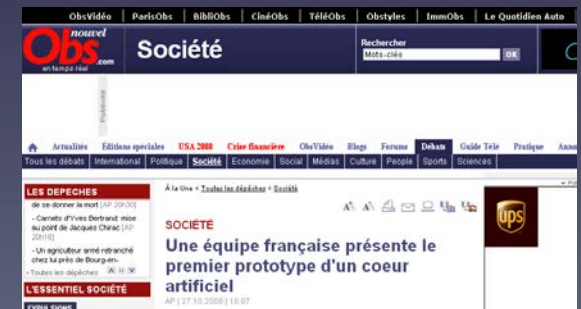 ObsVidéo ParisObs BibliObs CinéObs TéléObs Obstyles ImmObs Le Quotidien Auto
nouvel
Obs.com
en temps réel
Société
Rechercher
Mots-clés OK
Publicité
Actualités Editions spéciales USA 2008 Crise financière ObsVidéo Blogs Forums Débats Guide Télé Pratique Anno
Tous les débats International Politique Société Economie Social Médias Culture People Sports Sciences
LES DEPECHES
de se donner la mort [AP 20h30]
- Carnets d'Yves Bertrand: mise
au point de Jacques Chirac [AP
20h16]
- Un agriculteur armé retranché
chez lui près de Bourg-en-
› Toutes les dépêches
L'ESSENTIEL SOCIÉTÉ
EXPULSIONS
À la Une < Toutes les dépêches < Société
SOCIÉTÉ
Une équipe française présente le
premier prototype d'un coeur
artificiel
AP | 27.10.2008 | 19:07
ups